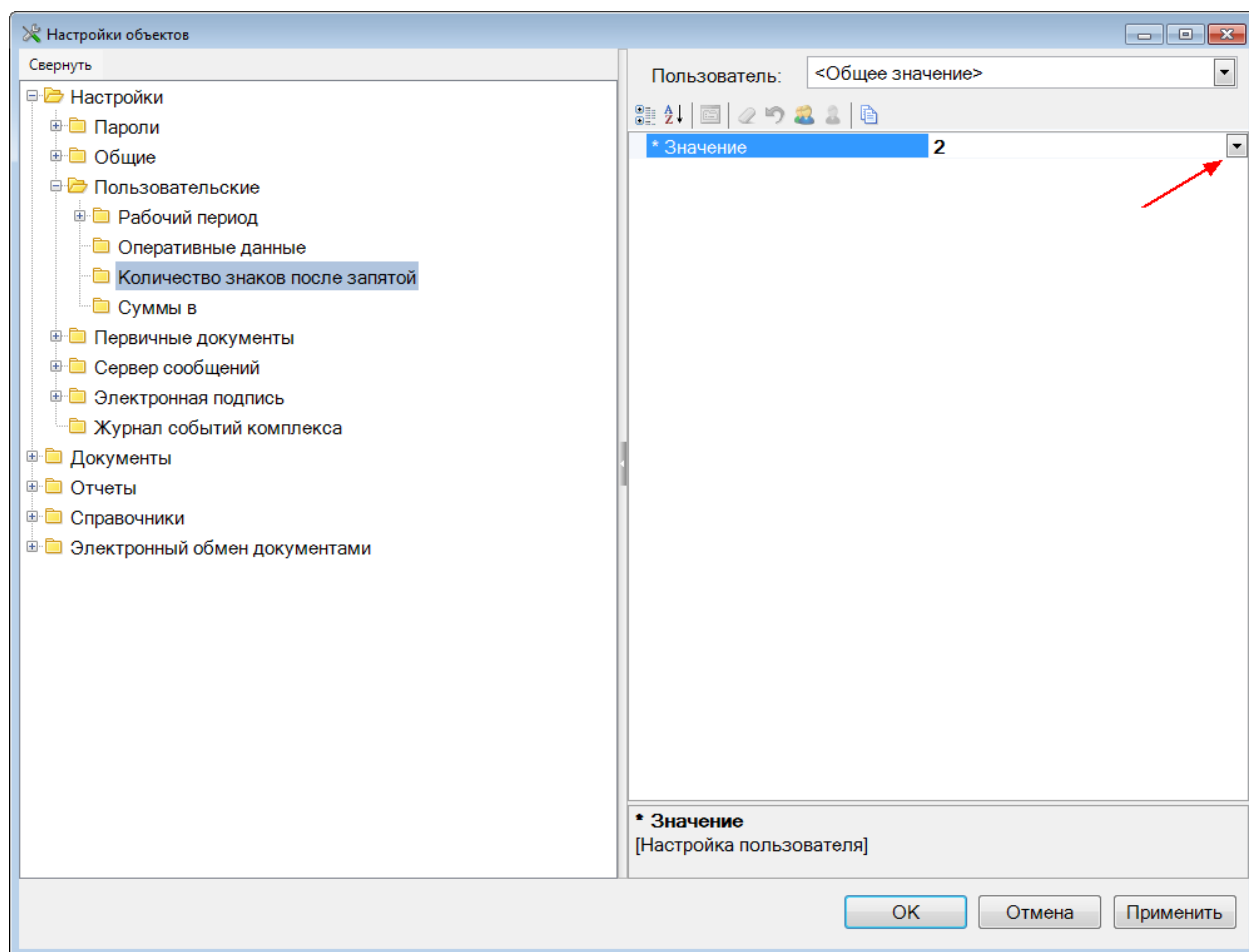 Настройки объектов
Свернуть
Настройки
Пароли
Общие
Пользовательские
Рабочий период
Оперативные данные
Количество знаков после запятой
Суммы в
Первичные документы
Сервер сообщений
Электронная подпись
Журнал событий комплекса
Документы
Отчеты
Справочники
Электронный обмен документами
Пользователь: <Общее значение>
* Значение 2
* Значение
[Настройка пользователя]
OK Отмена Применить